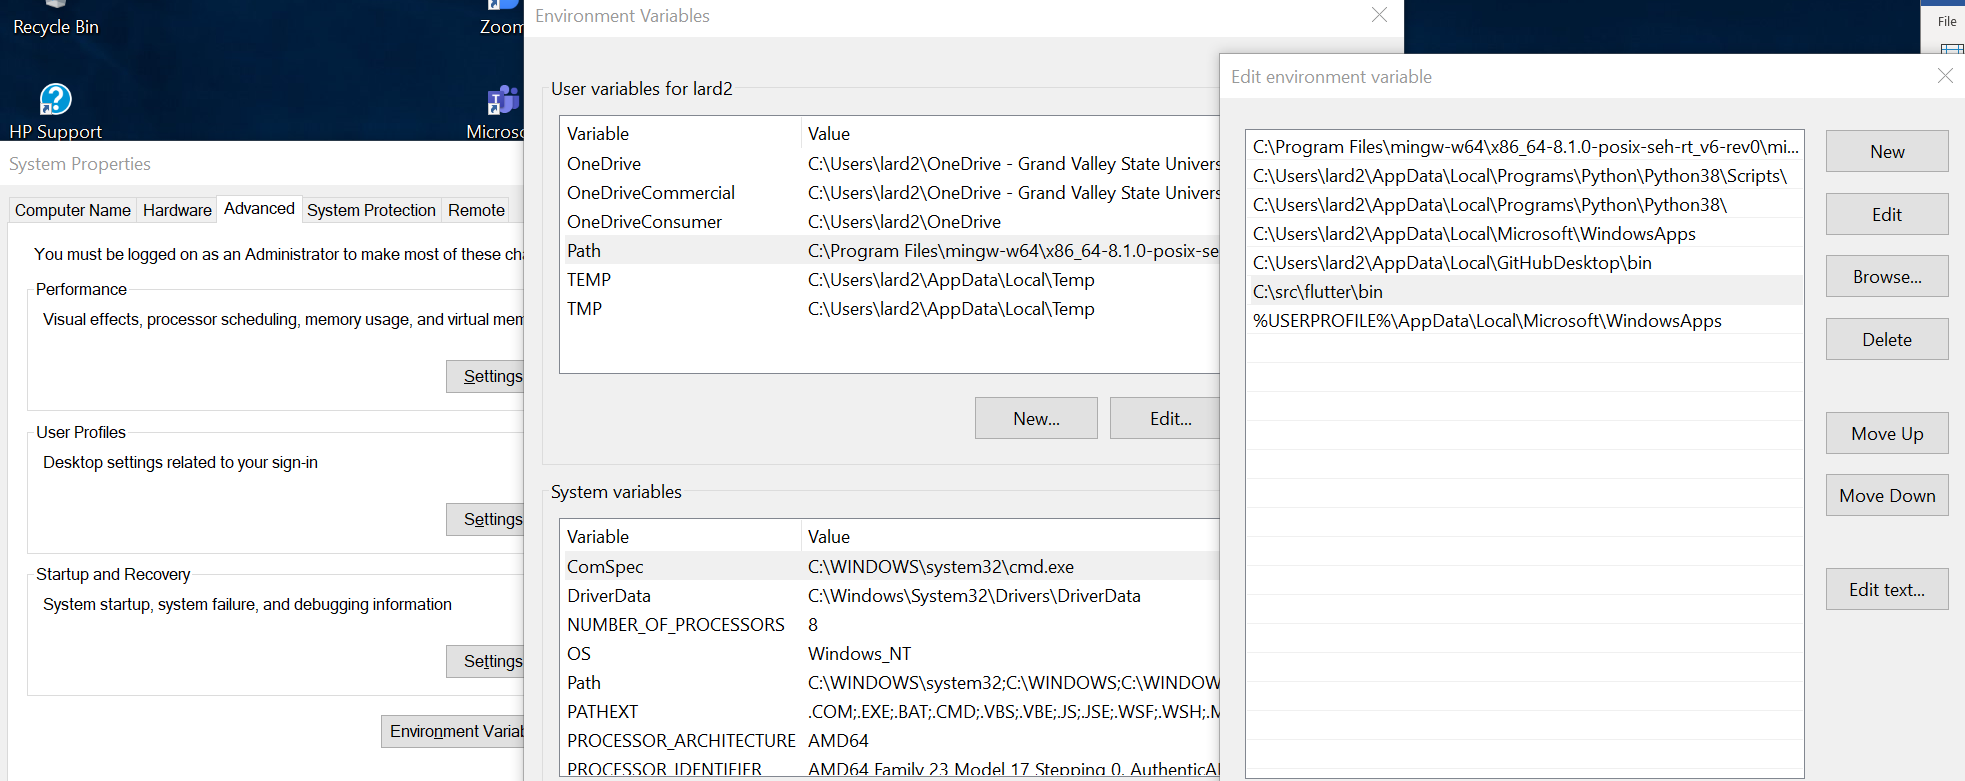 Recycle Bin
Zoom
HP Support
Microso
System Properties
Computer Name
Hardware
Advanced
System Protection
Remote
You must be logged on as an Administrator to make most of these cha
Performance
Visual effects, processor scheduling, memory usage, and virtual mem
Settings
User Profiles
Desktop settings related to your sign-in
Settings
Startup and Recovery
System startup, system failure, and debugging information
Settings
Environment Variab
Environment Variables
User variables for lard2
Variable Value
OneDrive C:\Users\lard2\OneDrive - Grand Valley State Univers
OneDriveCommercial C:\Users\lard2\OneDrive - Grand Valley State Univers
OneDriveConsumer C:\Users\lard2\OneDrive
Path C:\Program Files\mingw-w64\x86_64-8.1.0-posix-se
TEMP C:\Users\lard2\AppData\Local\Temp
TMP C:\Users\lard2\AppData\Local\Temp
New... Edit...
System variables
Variable Value
ComSpec C:\WINDOWS\system32\cmd.exe
DriverData C:\Windows\System32\Drivers\DriverData
NUMBER_OF_PROCESSORS 8
OS Windows_NT
Path C:\WINDOWS\system32;C:\WINDOWS;C:\WINDOW
PATHEXT .COM;.EXE;.BAT;.CMD;.VBS;.VBE;.JS;.JSE;.WSF;.WSH;.M
PROCESSOR_ARCHITECTURE AMD64
PROCESSOR_IDENTIFIER AMD64 Family 23 Model 17 Stepping 0, AuthenticAM
File
Edit environment variable
C:\Program Files\mingw-w64\x86_64-8.1.0-posix-seh-rt_v6-rev0\mi...
C:\Users\lard2\AppData\Local\Programs\Python\Python38\Scripts\
C:\Users\lard2\AppData\Local\Programs\Python\Python38\
C:\Users\lard2\AppData\Local\Microsoft\WindowsApps
C:\Users\lard2\AppData\Local\GitHubDesktop\bin
C:\src\flutter\bin
%USERPROFILE%\AppData\Local\Microsoft\WindowsApps
New
Edit
Browse...
Delete
Move Up
Move Down
Edit text...